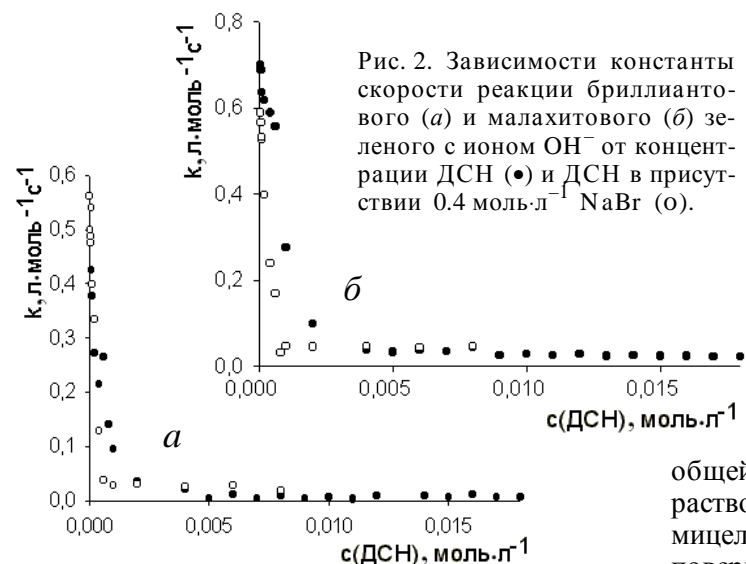 Рис. 2. Зависимости константы
скорости реакции бриллианто-
вого (а) и малахитового (б) зе-
леного с ионом OH⁻ от концент-
рации ДСН (●) и ДСН в присут-
ствии 0.4 моль·л⁻¹ NaBr (о).
k, л·моль⁻¹с⁻¹
0,8
0,6
0,4
0,2
0,0
0,000 0,005 0,010 0,015
с(ДСН), моль·л⁻¹
б
k, л·моль⁻¹с⁻¹
0,6
0,5
0,4
0,3
0,2
0,1
0,0
0,000 0,005 0,010 0,015
с(ДСН), моль·л⁻¹
а
общей
раство
мицел